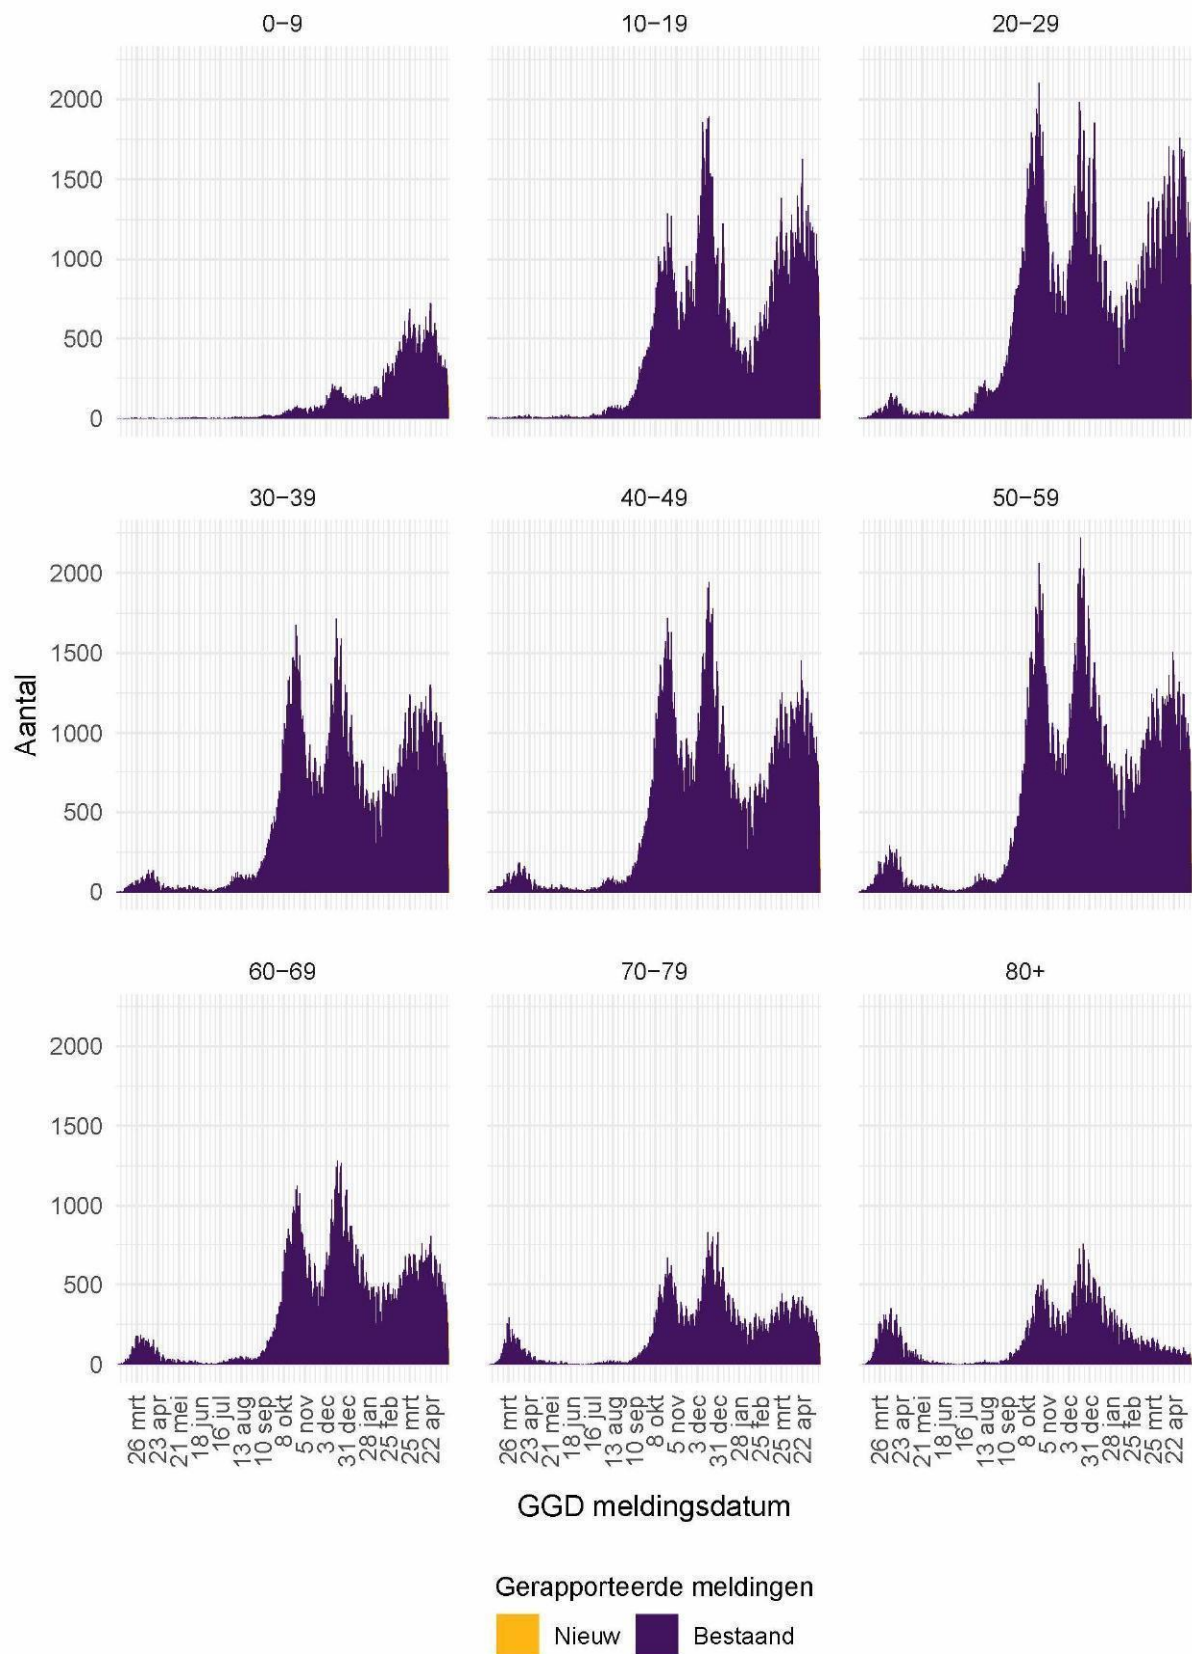 0−9 10−19 20−29
2000
1500
1000
500
0
30−39 40−49 50−59
2000
1500
1000
500
0
Aantal
60−69 70−79 80+
2000
1500
1000
500
0
26 mrt 23 apr 21 mei 18 jun 16 jul 13 aug 10 sep 8 okt 5 nov 3 dec 31 dec 28 jan 25 feb 25 mrt 22 apr
26 mrt 23 apr 21 mei 18 jun 16 jul 13 aug 10 sep 8 okt 5 nov 3 dec 31 dec 28 jan 25 feb 25 mrt 22 apr
26 mrt 23 apr 21 mei 18 jun 16 jul 13 aug 10 sep 8 okt 5 nov 3 dec 31 dec 28 jan 25 feb 25 mrt 22 apr
GGD meldingsdatum
Gerapporteerde meldingen
Nieuw Bestaand